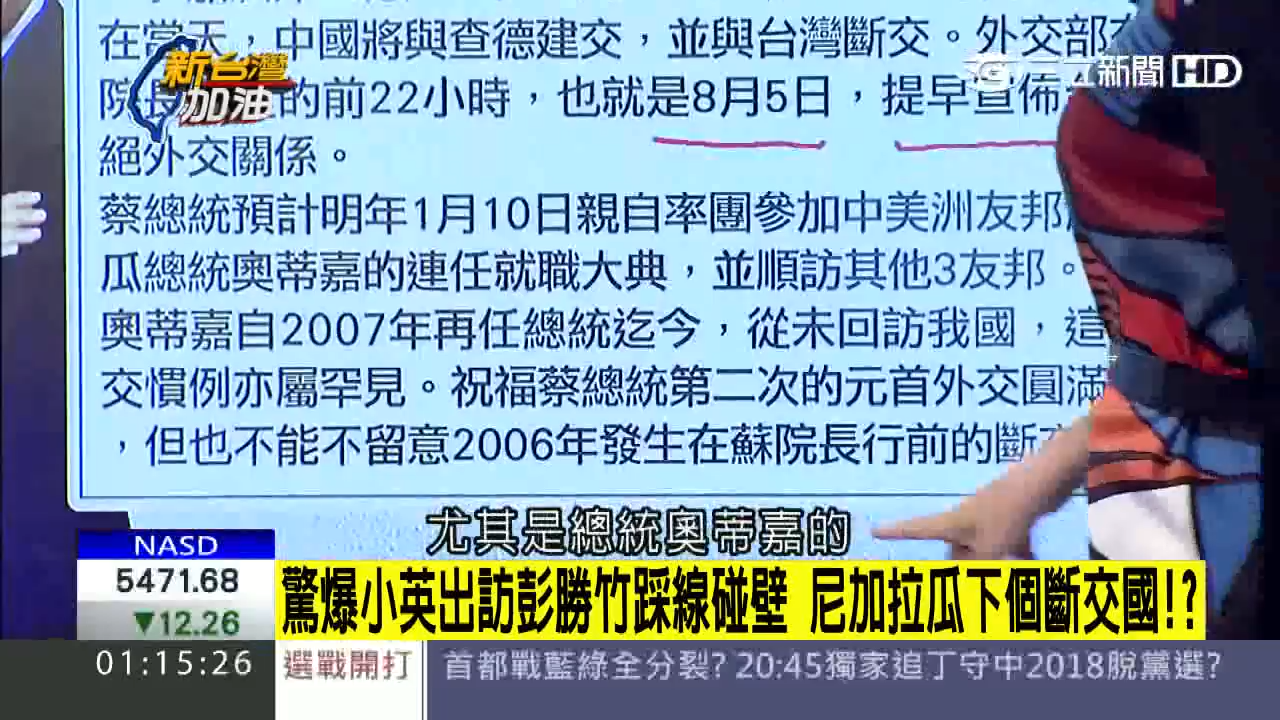 在當天，中國將與查德建交，並與台灣斷交。外交部
新台灣加油
三立新聞HD
院長 的前22小時，也就是8月5日，提早宣佈
絕外交關係。
蔡總統預計明年1月10日親自率團參加中美洲友邦
瓜總統奧蒂嘉的連任就職大典，並順訪其他3友邦。
奧蒂嘉自2007年再任總統迄今，從未回訪我國，這
交慣例亦屬罕見。祝福蔡總統第二次的元首外交圓滿
，但也不能不留意2006年發生在蘇院長行前的斷
尤其是總統奧蒂嘉的
NASD
5471.68
▼12.26
驚爆小英出訪彭勝竹踩線碰壁 尼加拉瓜下個斷交國!?
01:15:26
選戰開打
首都戰藍綠全分裂? 20:45獨家追丁守中2018脫黨選?